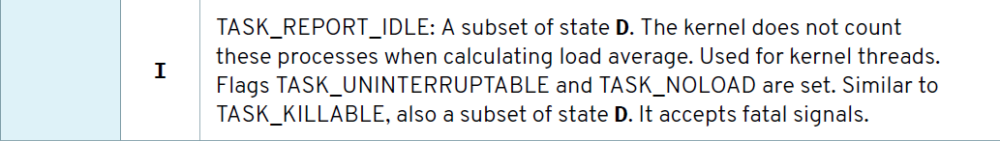 I
TASK_REPORT_IDLE: A subset of state D. The kernel does not count
these processes when calculating load average. Used for kernel threads.
Flags TASK_UNINTERRUPTABLE and TASK_NOLOAD are set. Similar to
TASK_KILLABLE, also a subset of state D. It accepts fatal signals.